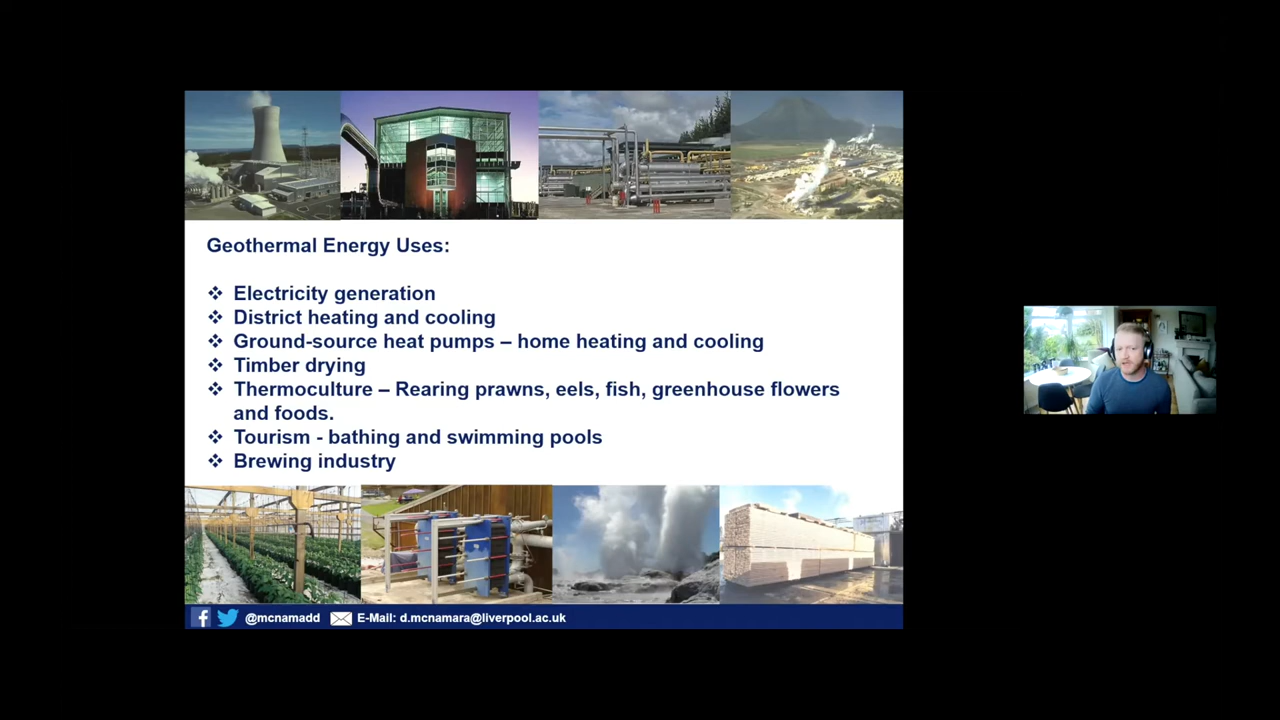 Geothermal Energy Uses:
❖ Electricity generation
❖ District heating and cooling
❖ Ground-source heat pumps – home heating and cooling
❖ Timber drying
❖ Thermoculture – Rearing prawns, eels, fish, greenhouse flowers
and foods.
❖ Tourism - bathing and swimming pools
❖ Brewing industry
@mcnamadd E-Mail: d.mcnamara@liverpool.ac.uk